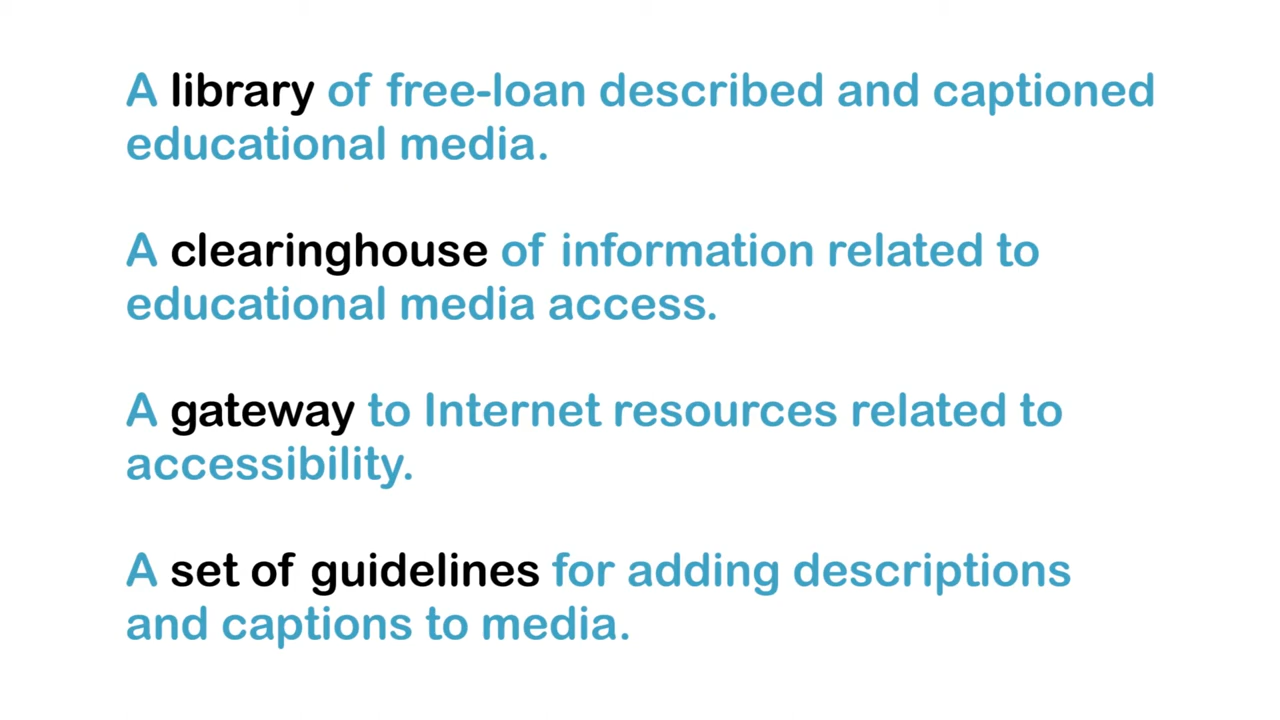 A library of free-loan described and captioned
educational media.
A clearinghouse of information related to
educational media access.
A gateway to Internet resources related to
accessibility.
A set of guidelines for adding descriptions
and captions to media.